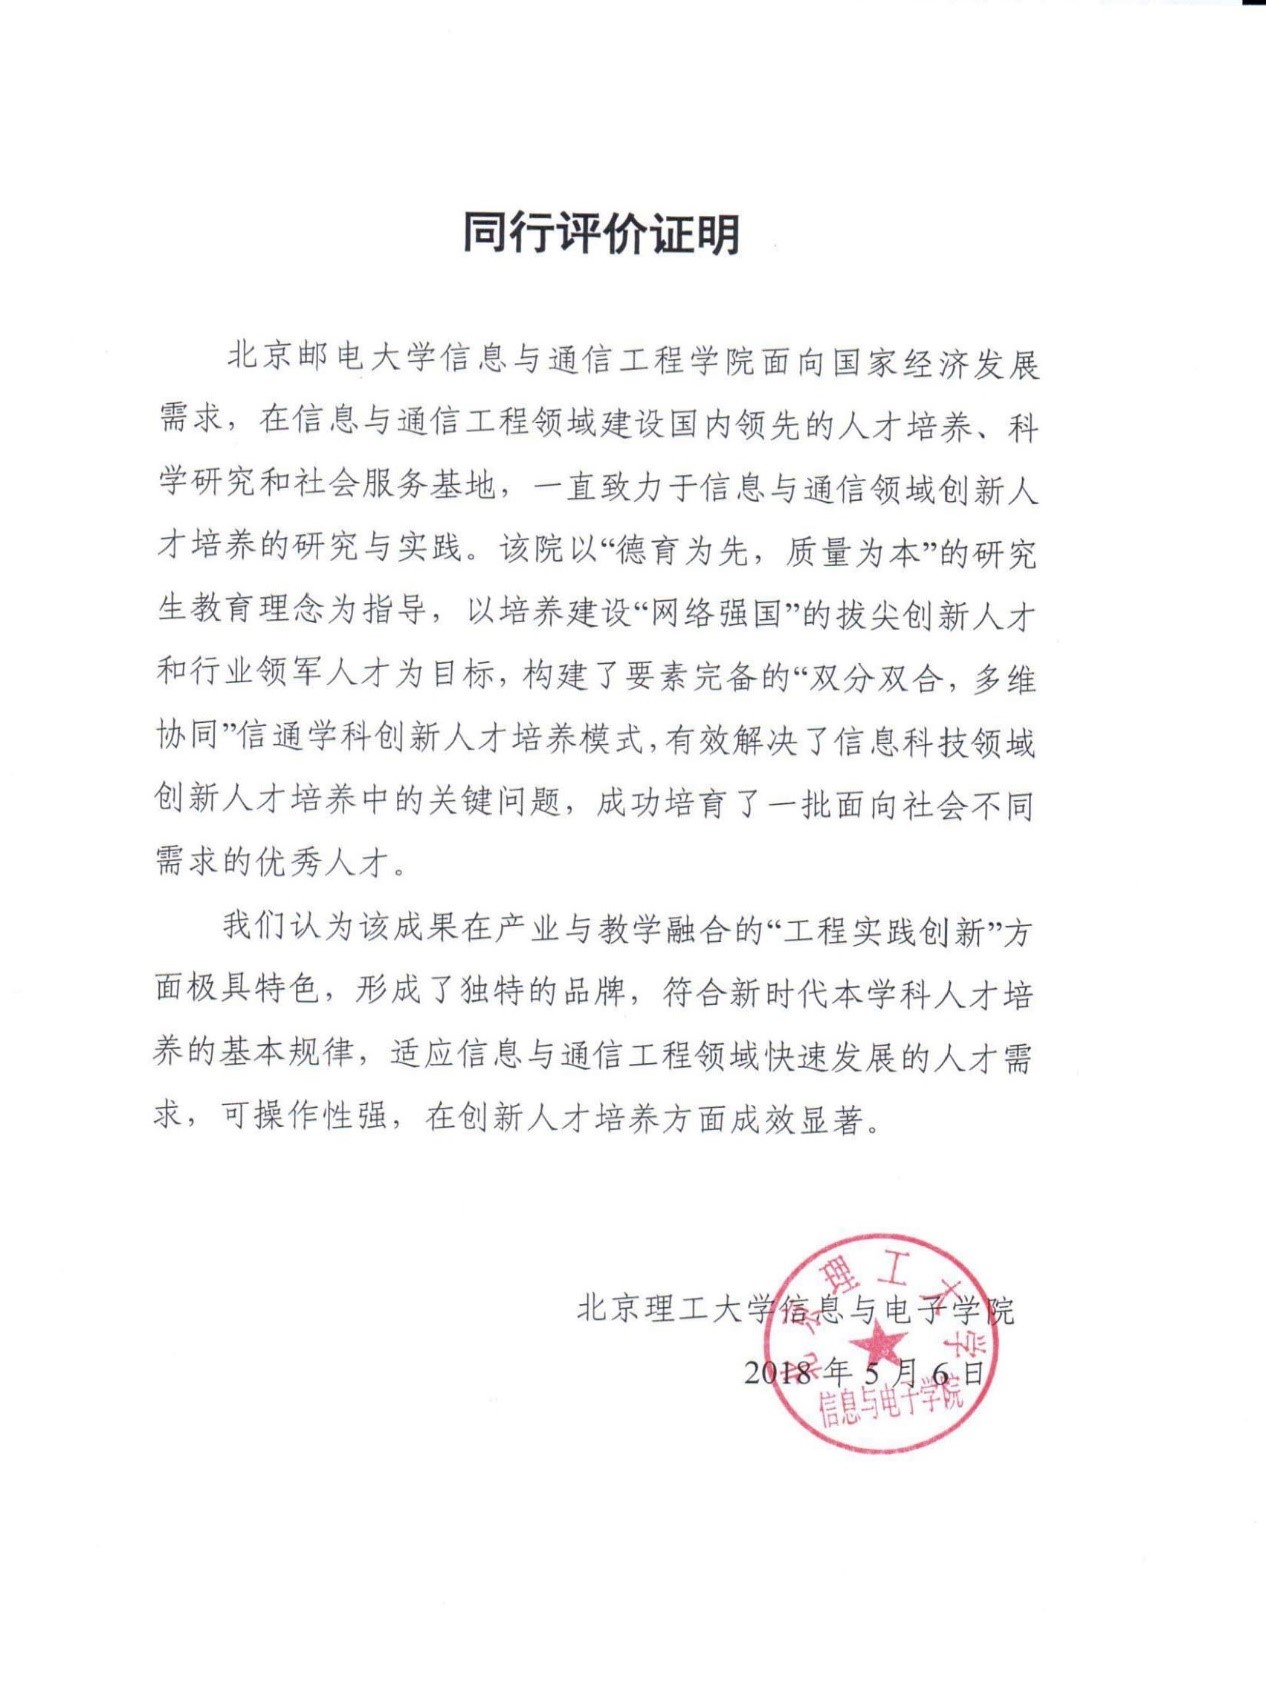 同行评价证明
北京邮电大学信息与通信工程学院面向国家经济发展
需求，在信息与通信工程领域建设国内领先的人才培养、科
学研究和社会服务基地，一直致力于信息与通信领域创新人
才培养的研究与实践。该院以“德育为先，质量为本”的研究
生教育理念为指导，以培养建设“网络强国”的拔尖创新人才
和行业领军人才为目标，构建了要素完备的“双分双合，多维
协同”信通学科创新人才培养模式，有效解决了信息科技领域
创新人才培养中的关键问题，成功培育了一批面向社会不同
需求的优秀人才。
我们认为该成果在产业与教学融合的“工程实践创新”方
面极具特色，形成了独特的品牌，符合新时代本学科人才培
养的基本规律，适应信息与通信工程领域快速发展的人才需
求，可操作性强，在创新人才培养方面成效显著。
北京理工大学信息与电子学院
2018 年 5 月 6 日
北京理工大学
信息与电子学院